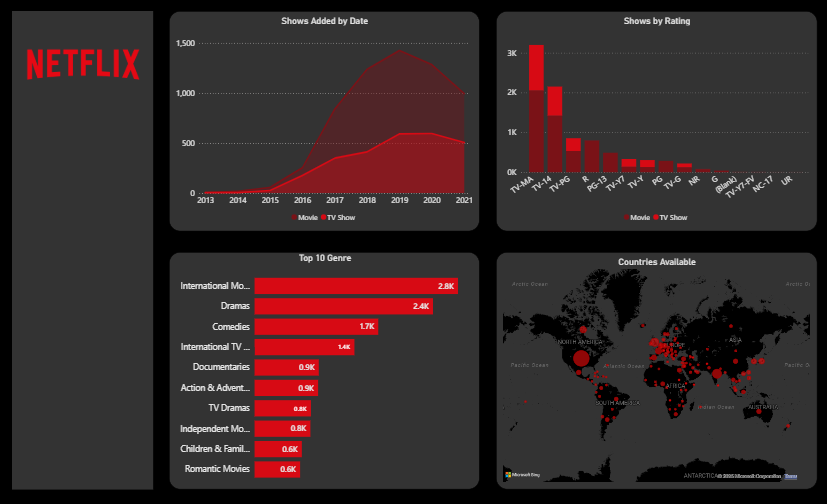 NETFLIX
Shows Added by Date
1,500
1,000
500
0
2013 2014 2015 2016 2017 2018 2019 2020 2021
Movie TV Show
Shows by Rating
3K
2K
1K
0K
TV-MA TV-14 TV-PG R PG-13 TV-Y7 TV-Y PG TV-G NR G (Blank) TV-Y7-FV NC-17 UR
Movie TV Show
Top 10 Genre
International Mo... 2.8K
Dramas 2.4K
Comedies 1.7K
International TV ... 1.4K
Documentaries 0.9K
Action & Advent... 0.9K
TV Dramas 0.8K
Independent Mo... 0.8K
Children & Famil... 0.6K
Romantic Movies 0.6K
Countries Available
Arctic Ocean Arctic
NORTH AMERICA EUROPE ASIA
Pacific Ocean Atlantic Ocean Pacific
AFRICA
SOUTH AMERICA Indian Ocean AUSTRALIA
ANTARCTICA
Microsoft Bing Microsoft Corporation Terms